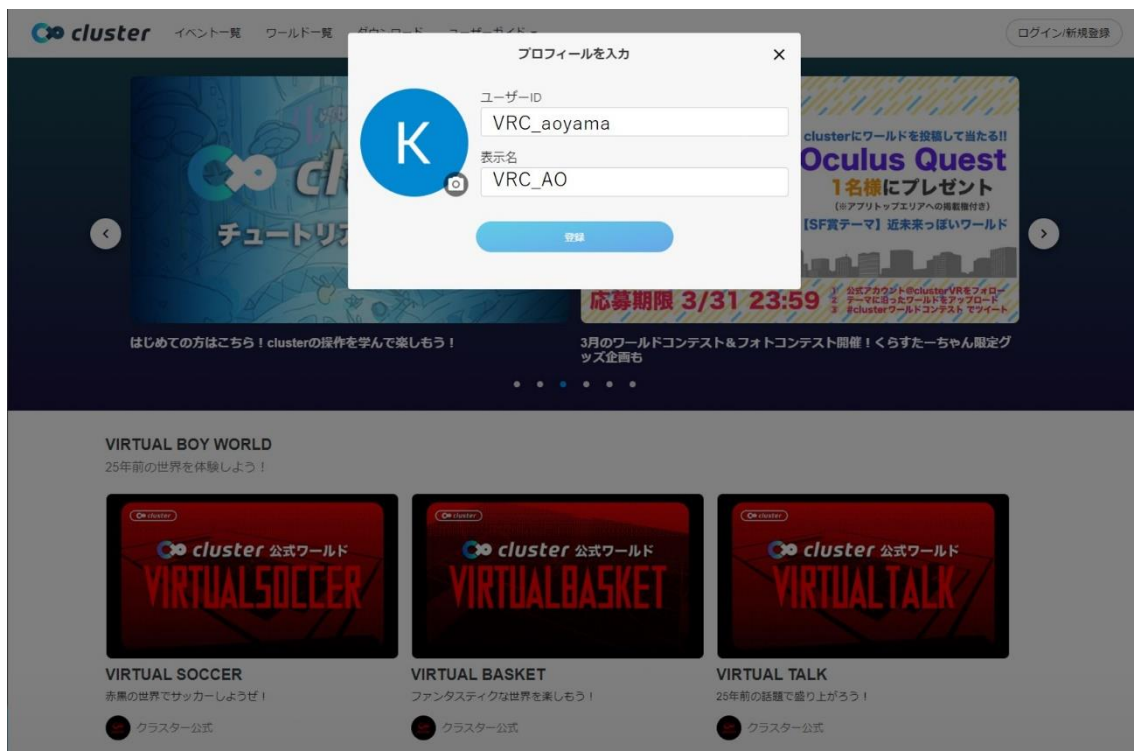 cluster
イベント一覧
ワールド一覧
ログイン/新規登録
プロフィールを入力
×
K
ユーザーID
VRC_aoyama
表示名
VRC_AO
登録
チュートリア
clusterにワールドを投稿して当たる!!
Oculus Quest
1名様にプレゼント
(※アプリトップエリアへの掲載権付き)
【SF賞テーマ】近未来っぽいワールド
応募期限 3/31 23:59
1 公式アカウント@clusterVRをフォロー
2 テーマに沿ったワールドをアップロード
3 #clusterワールドコンテスト でツイート
はじめての方はこちら!clusterの操作を学んで楽しもう!
3月のワールドコンテスト&フォトコンテスト開催!くらすたーちゃん限定グ
ッズ企画も
VIRTUAL BOY WORLD
25年前の世界を体験しよう!
cluster
cluster 公式ワールド
VIRTUAL SOCCER
VIRTUAL SOCCER
赤黒の世界でサッカーしようぜ!
クラスター公式
cluster
cluster 公式ワールド
VIRTUAL BASKET
VIRTUAL BASKET
ファンタスティクな世界を楽しもう!
クラスター公式
cluster
cluster 公式ワールド
VIRTUAL TALK
VIRTUAL TALK
25年前の話題で盛り上がろう!
クラスター公式